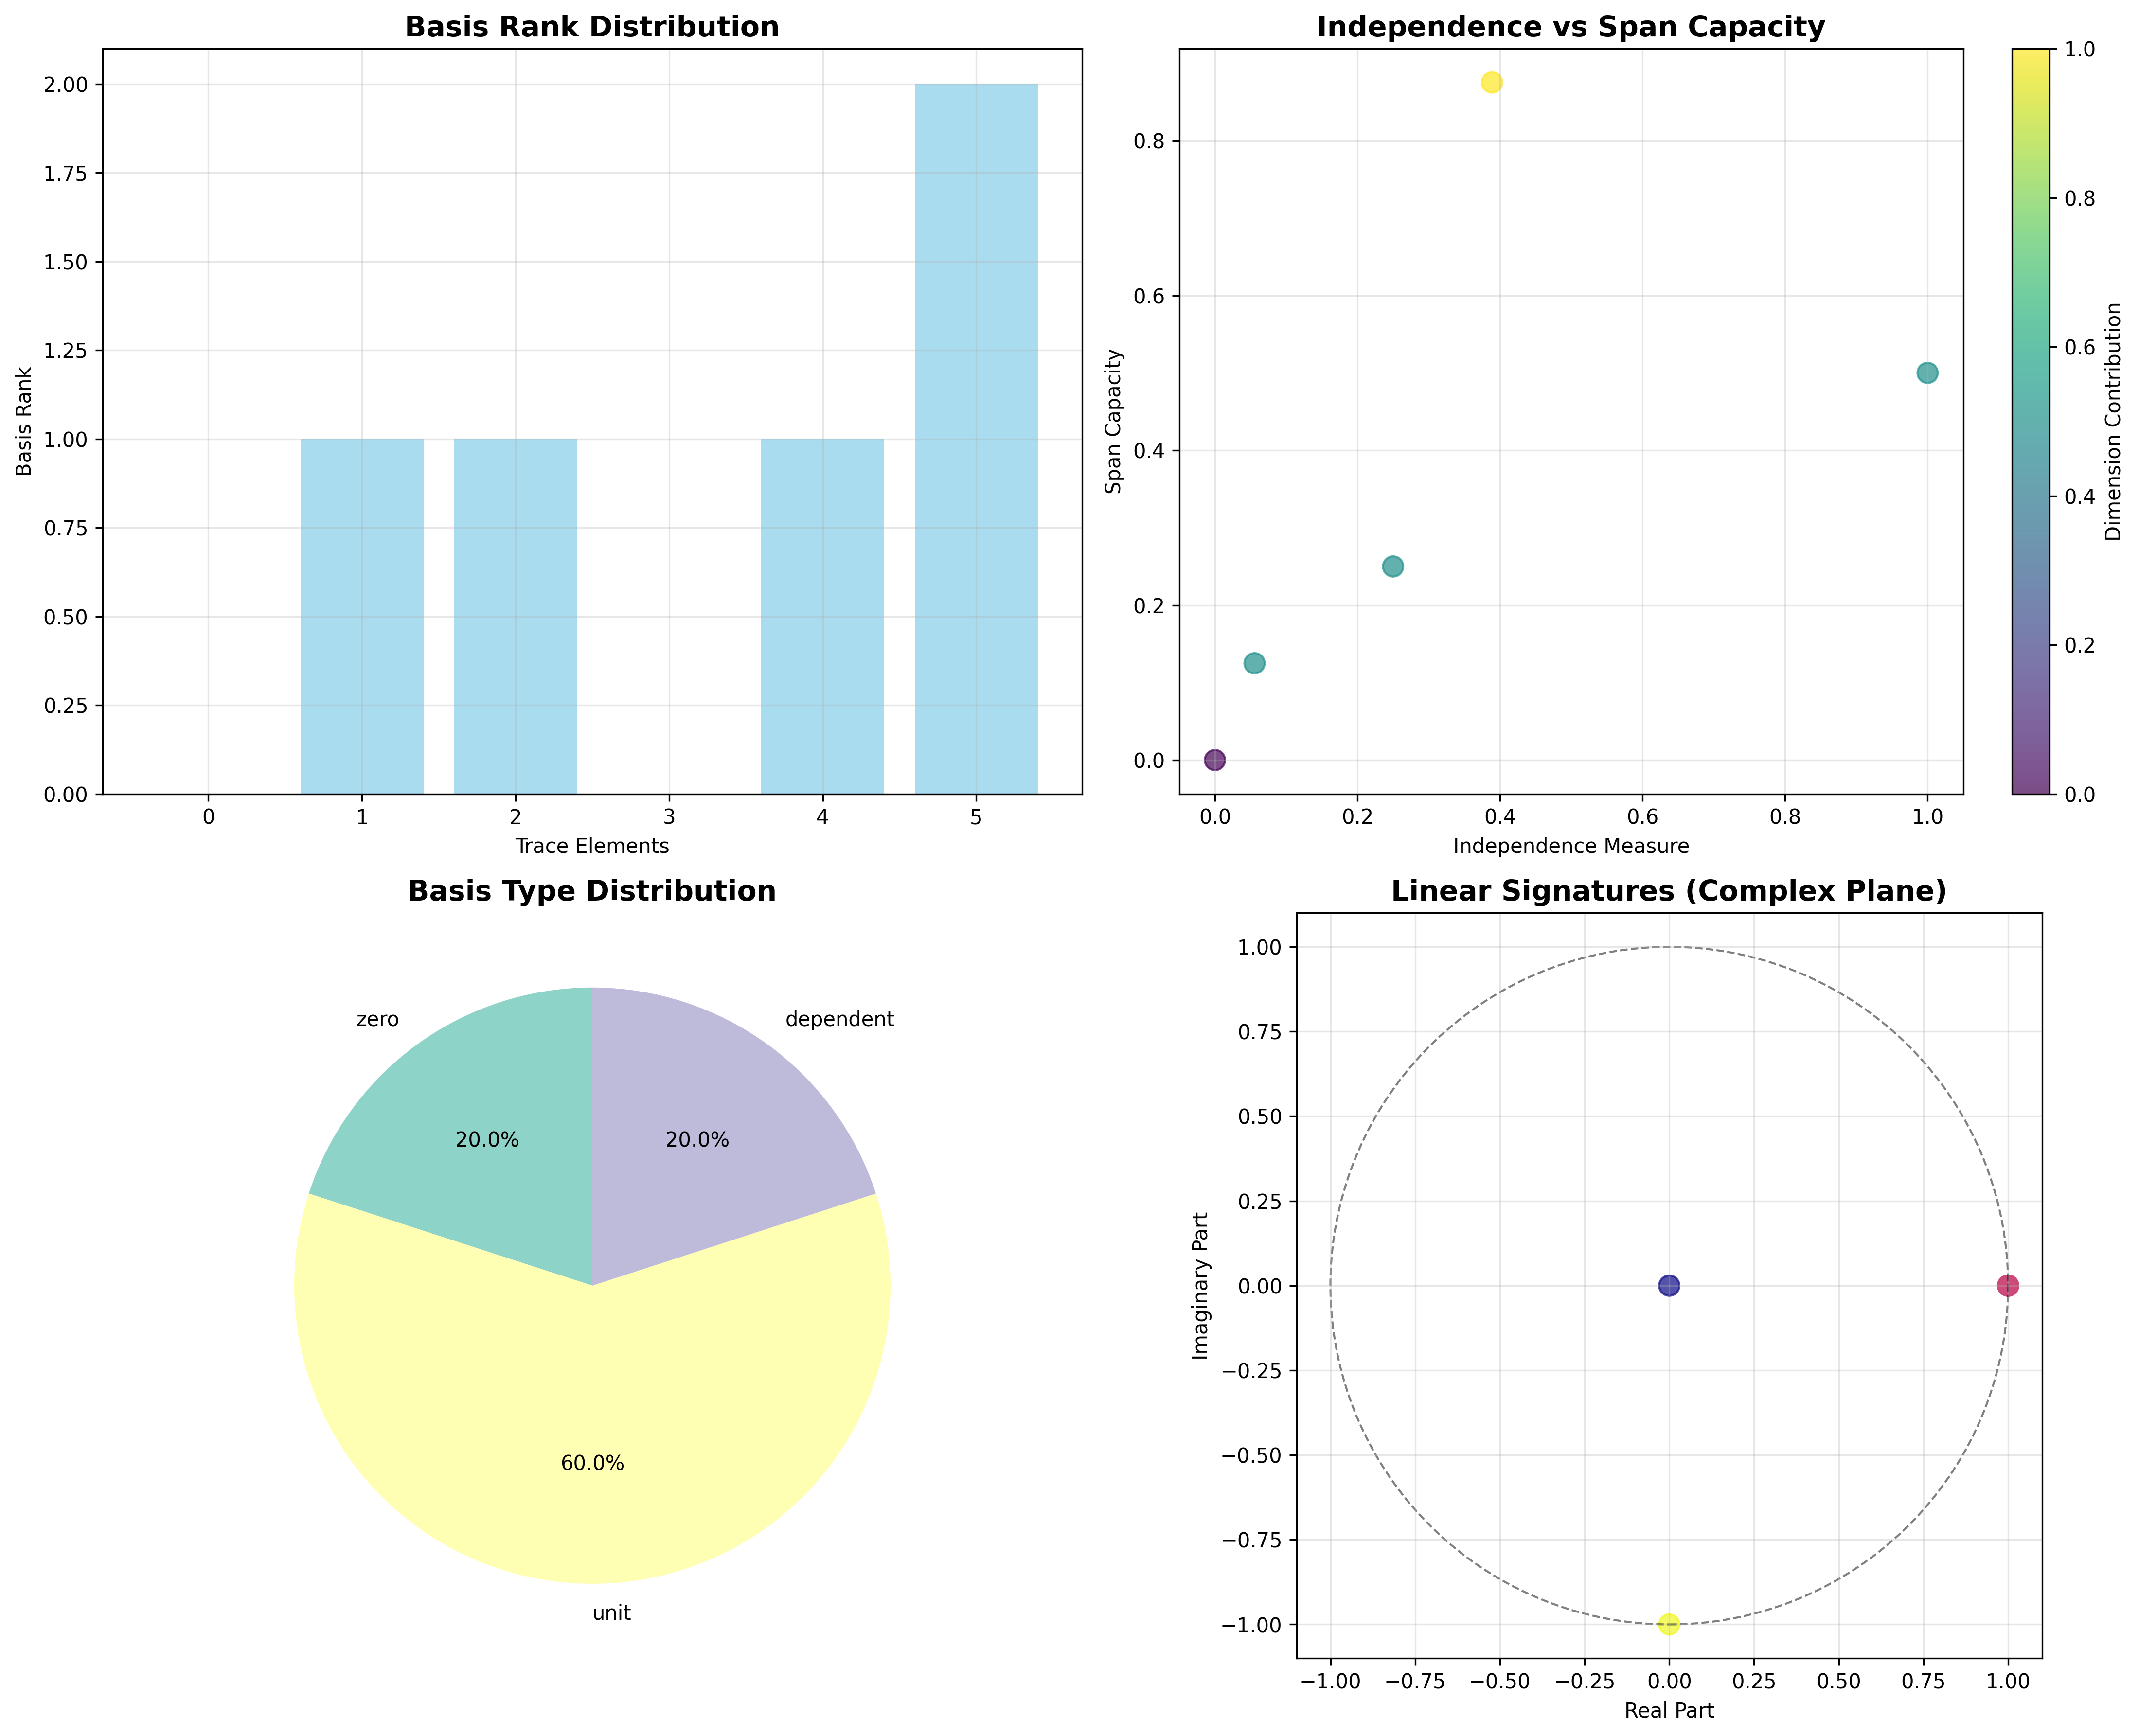 Basis Rank Distribution
2.00
1.75
1.50
1.25
1.00
0.75
0.50
0.25
0.00
Basis Rank
0 1 2 3 4 5
Trace Elements
Independence vs Span Capacity
0.8
0.6
0.4
0.2
0.0
Span Capacity
0.0 0.2 0.4 0.6 0.8 1.0
Independence Measure
1.0
0.8
0.6
0.4
0.2
0.0
Dimension Contribution
Basis Type Distribution
zero
dependent
20.0%
20.0%
60.0%
unit
Linear Signatures (Complex Plane)
1.00
0.75
0.50
0.25
0.00
−0.25
−0.50
−0.75
−1.00
Imaginary Part
−1.00 −0.75 −0.50 −0.25 0.00 0.25 0.50 0.75 1.00
Real Part